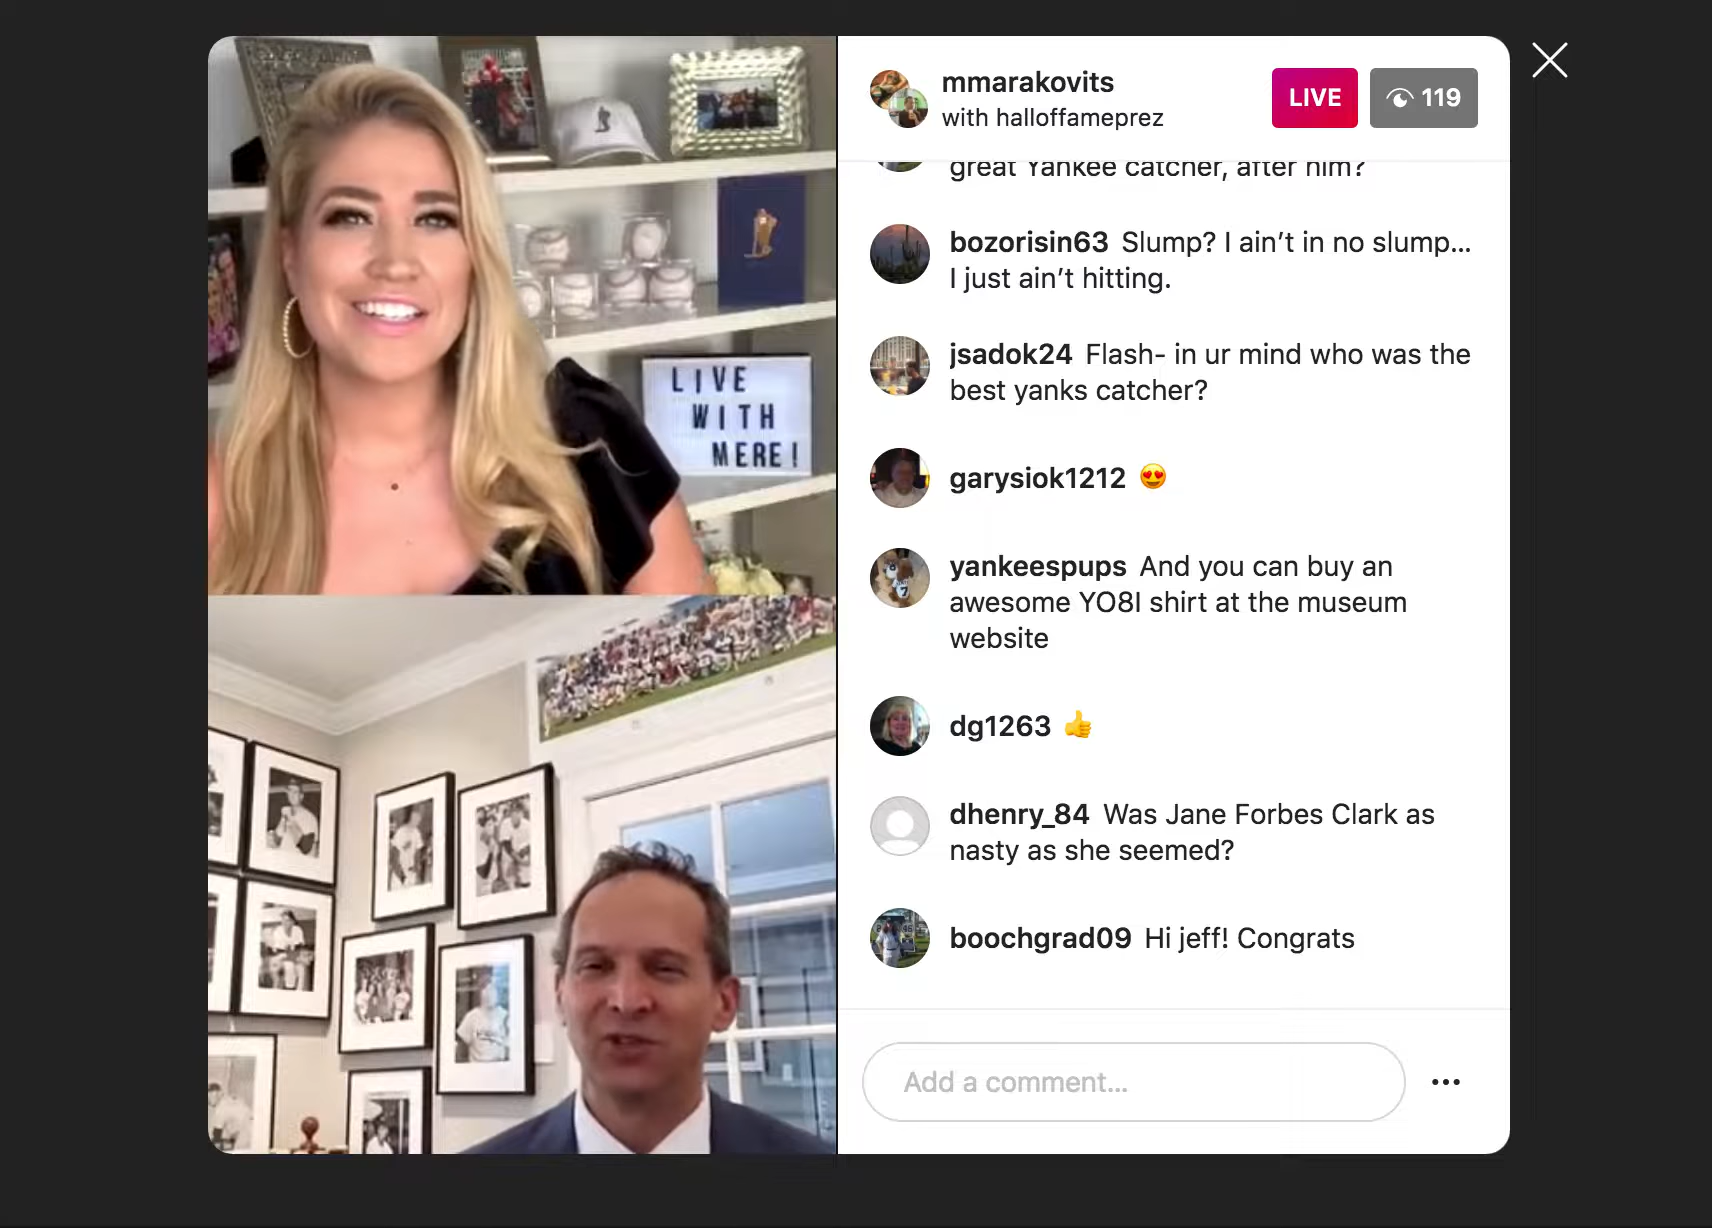 LIVE
WITH
MERE!
mmarakovits
with halloffameprez
LIVE
119
great Yankee catcher, after him?
bozorisin63 Slump? I ain't in no slump...
I just ain't hitting.
jsadok24 Flash- in ur mind who was the
best yanks catcher?
garysiok1212 😍
yankeespups And you can buy an
awesome YO8I shirt at the museum
website
dg1263 👍
dhenry_84 Was Jane Forbes Clark as
nasty as she seemed?
boochgrad09 Hi jeff! Congrats
Add a comment...